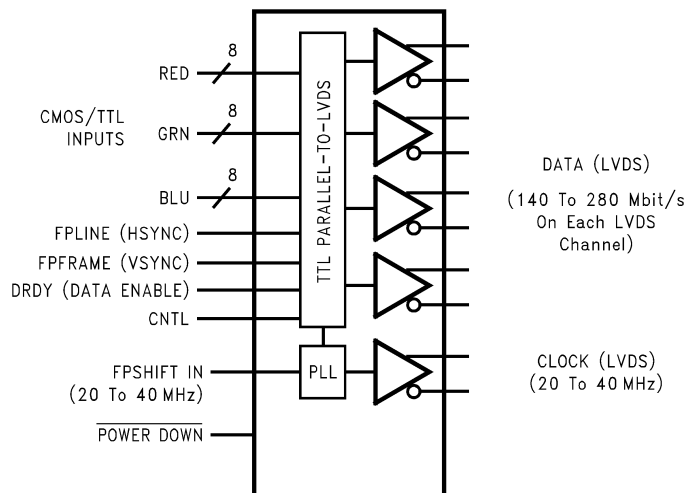 8
RED
8
CMOS/TTL
INPUTS
GRN
8
BLU
FPLINE (HSYNC)
FPFRAME (VSYNC)
DRDY (DATA ENABLE)
CNTL
FPSHIFT IN
(20 To 40 MHz)
POWER DOWN
TTL PARALLEL-TO-LVDS
PLL
DATA (LVDS)
(140 To 280 Mbit/s
On Each LVDS
Channel)
CLOCK (LVDS)
(20 To 40 MHz)